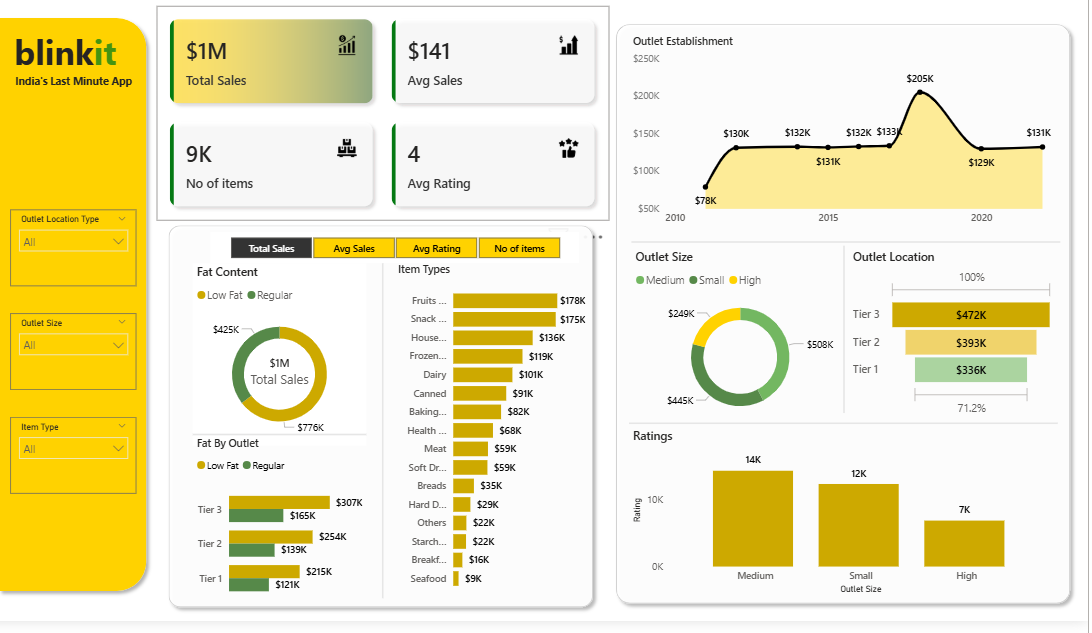 blinkit
India's Last Minute App
Outlet Location Type
All
Outlet Size
All
Item Type
All
$1M
Total Sales
$141
Avg Sales
9K
No of items
4
Avg Rating
Total Sales Avg Sales Avg Rating No of items
Fat Content
Low Fat Regular
$425K
$1M
Total Sales
$776K
Fat By Outlet
Low Fat Regular
Tier 3 $307K
$165K
Tier 2 $254K
$139K
Tier 1 $215K
$121K
Item Types
Fruits ... $178K
Snack ... $175K
House... $136K
Frozen... $119K
Dairy $101K
Canned $91K
Baking... $82K
Health ... $68K
Meat $59K
Soft Dr... $59K
Breads $35K
Hard D... $29K
Others $22K
Starch... $22K
Breakf... $16K
Seafood $9K
Outlet Establishment
$250K
$200K
$150K
$100K
$50K
$78K
$130K
$132K
$131K
$132K
$133K
$205K
$129K
$131K
2010 2015 2020
Outlet Size
Medium Small High
$249K
$508K
$445K
Outlet Location
100%
Tier 3 $472K
Tier 2 $393K
Tier 1 $336K
71.2%
Ratings
Rating
10K
0K
14K
12K
7K
Medium Small High
Outlet Size